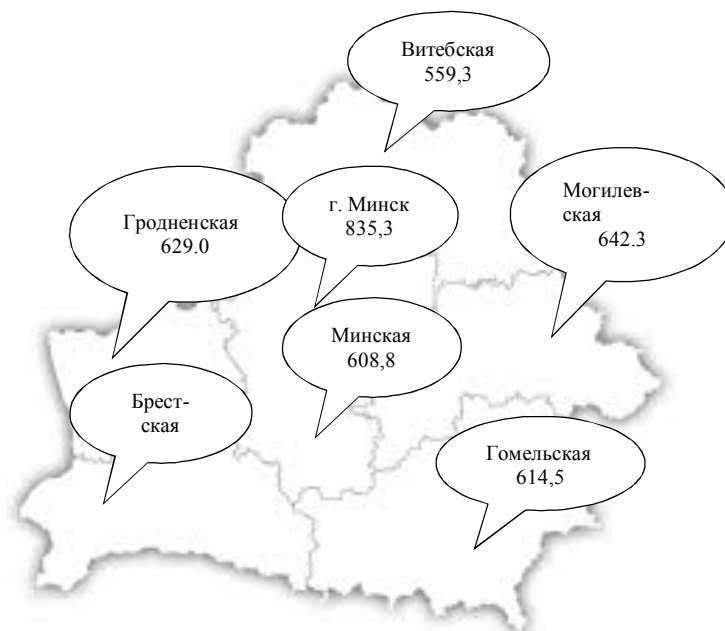 Витебская
559,3
г. Минск
835,3
Могилев-
ская
642.3
Гродненская
629.0
Минская
608,8
Брест-
ская
Гомельская
614,5